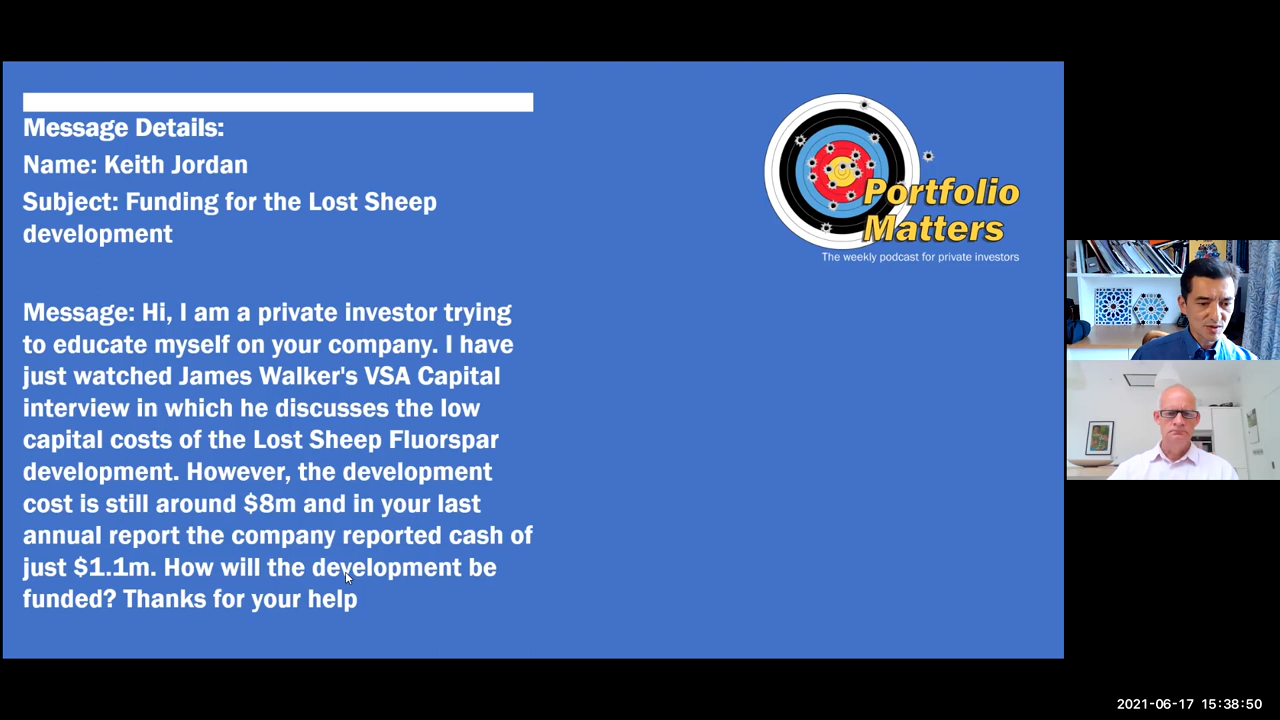 Message Details:
Name: Keith Jordan
Subject: Funding for the Lost Sheep
development
Message: Hi, I am a private investor trying
to educate myself on your company. I have
just watched James Walker's VSA Capital
interview in which he discusses the low
capital costs of the Lost Sheep Fluorspar
development. However, the development
cost is still around $8m and in your last
annual report the company reported cash of
just $1.1m. How will the development be
funded? Thanks for your help
Portfolio
Matters
The weekly podcast for private investors
2021-06-17 15:38:50